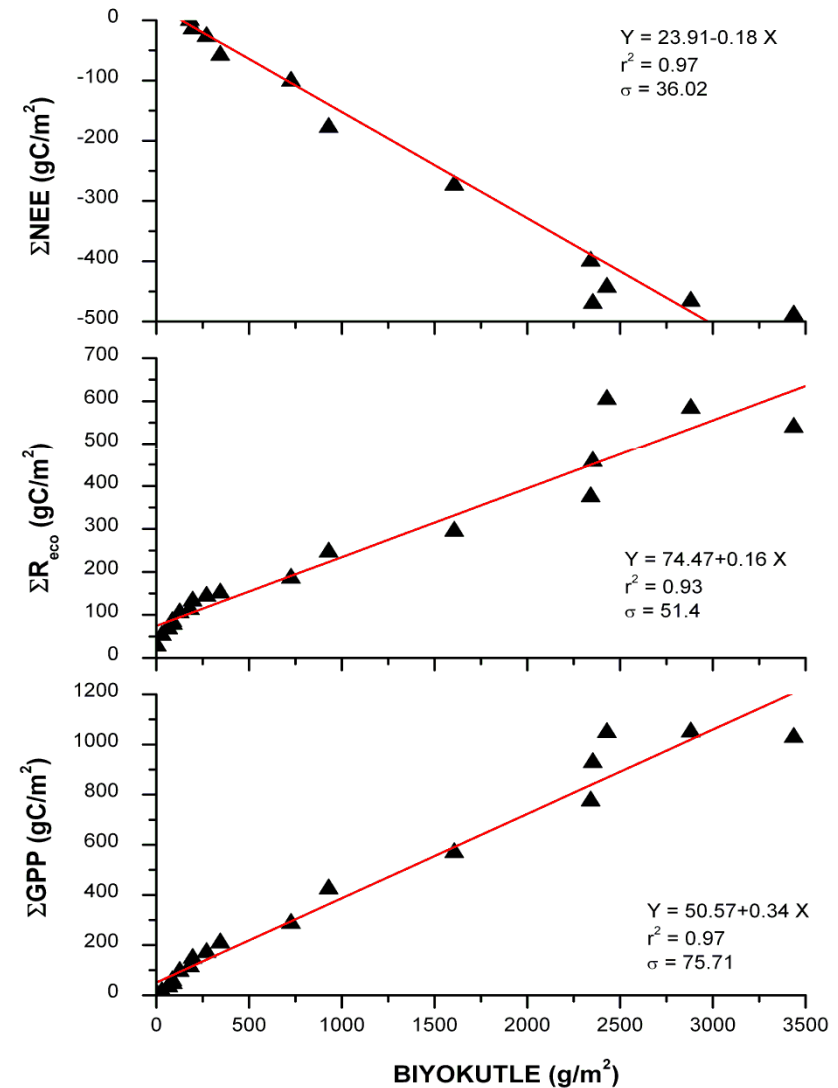 0
-100
-200
-300
-400
-500
ΣNEE (gC/m²)
Y = 23.91-0.18 X
r² = 0.97
σ = 36.02
700
600
500
400
300
200
100
0
ΣR_eco (gC/m²)
Y = 74.47+0.16 X
r² = 0.93
σ = 51.4
1200
1000
800
600
400
200
0
ΣGPP (gC/m²)
Y = 50.57+0.34 X
r² = 0.97
σ = 75.71
0 500 1000 1500 2000 2500 3000 3500
BIYOKUTLE (g/m²)